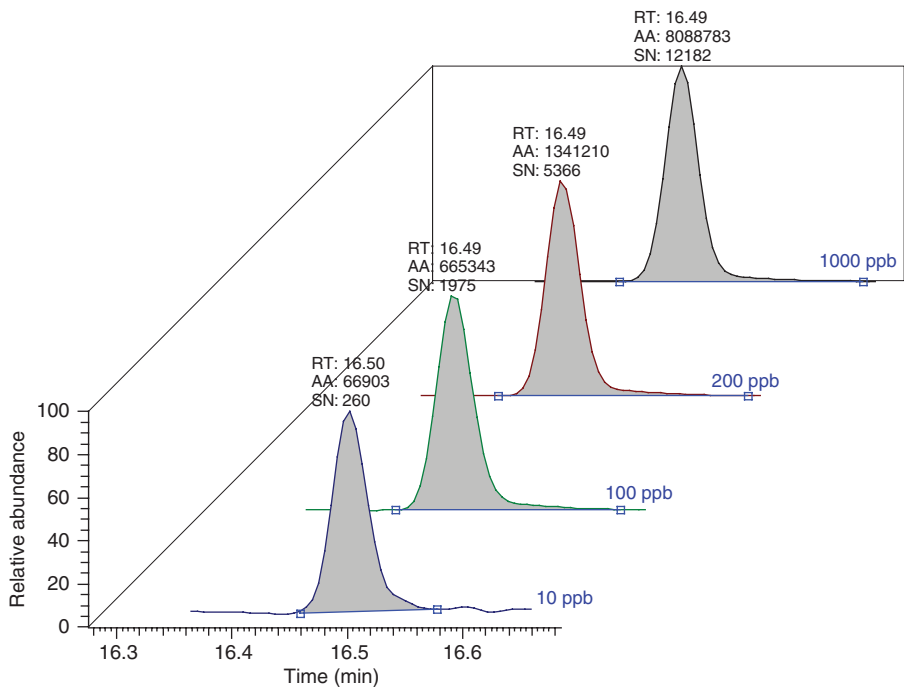 RT: 16.49
AA: 8088783
SN: 12182
RT: 16.49
AA: 1341210
SN: 5366
1000 ppb
RT: 16.49
AA: 665343
SN: 1975
200 ppb
RT: 16.50
AA: 66903
SN: 260
100 ppb
10 ppb
Relative abundance
100
80
60
40
20
0
16.3 16.4 16.5 16.6
Time (min)